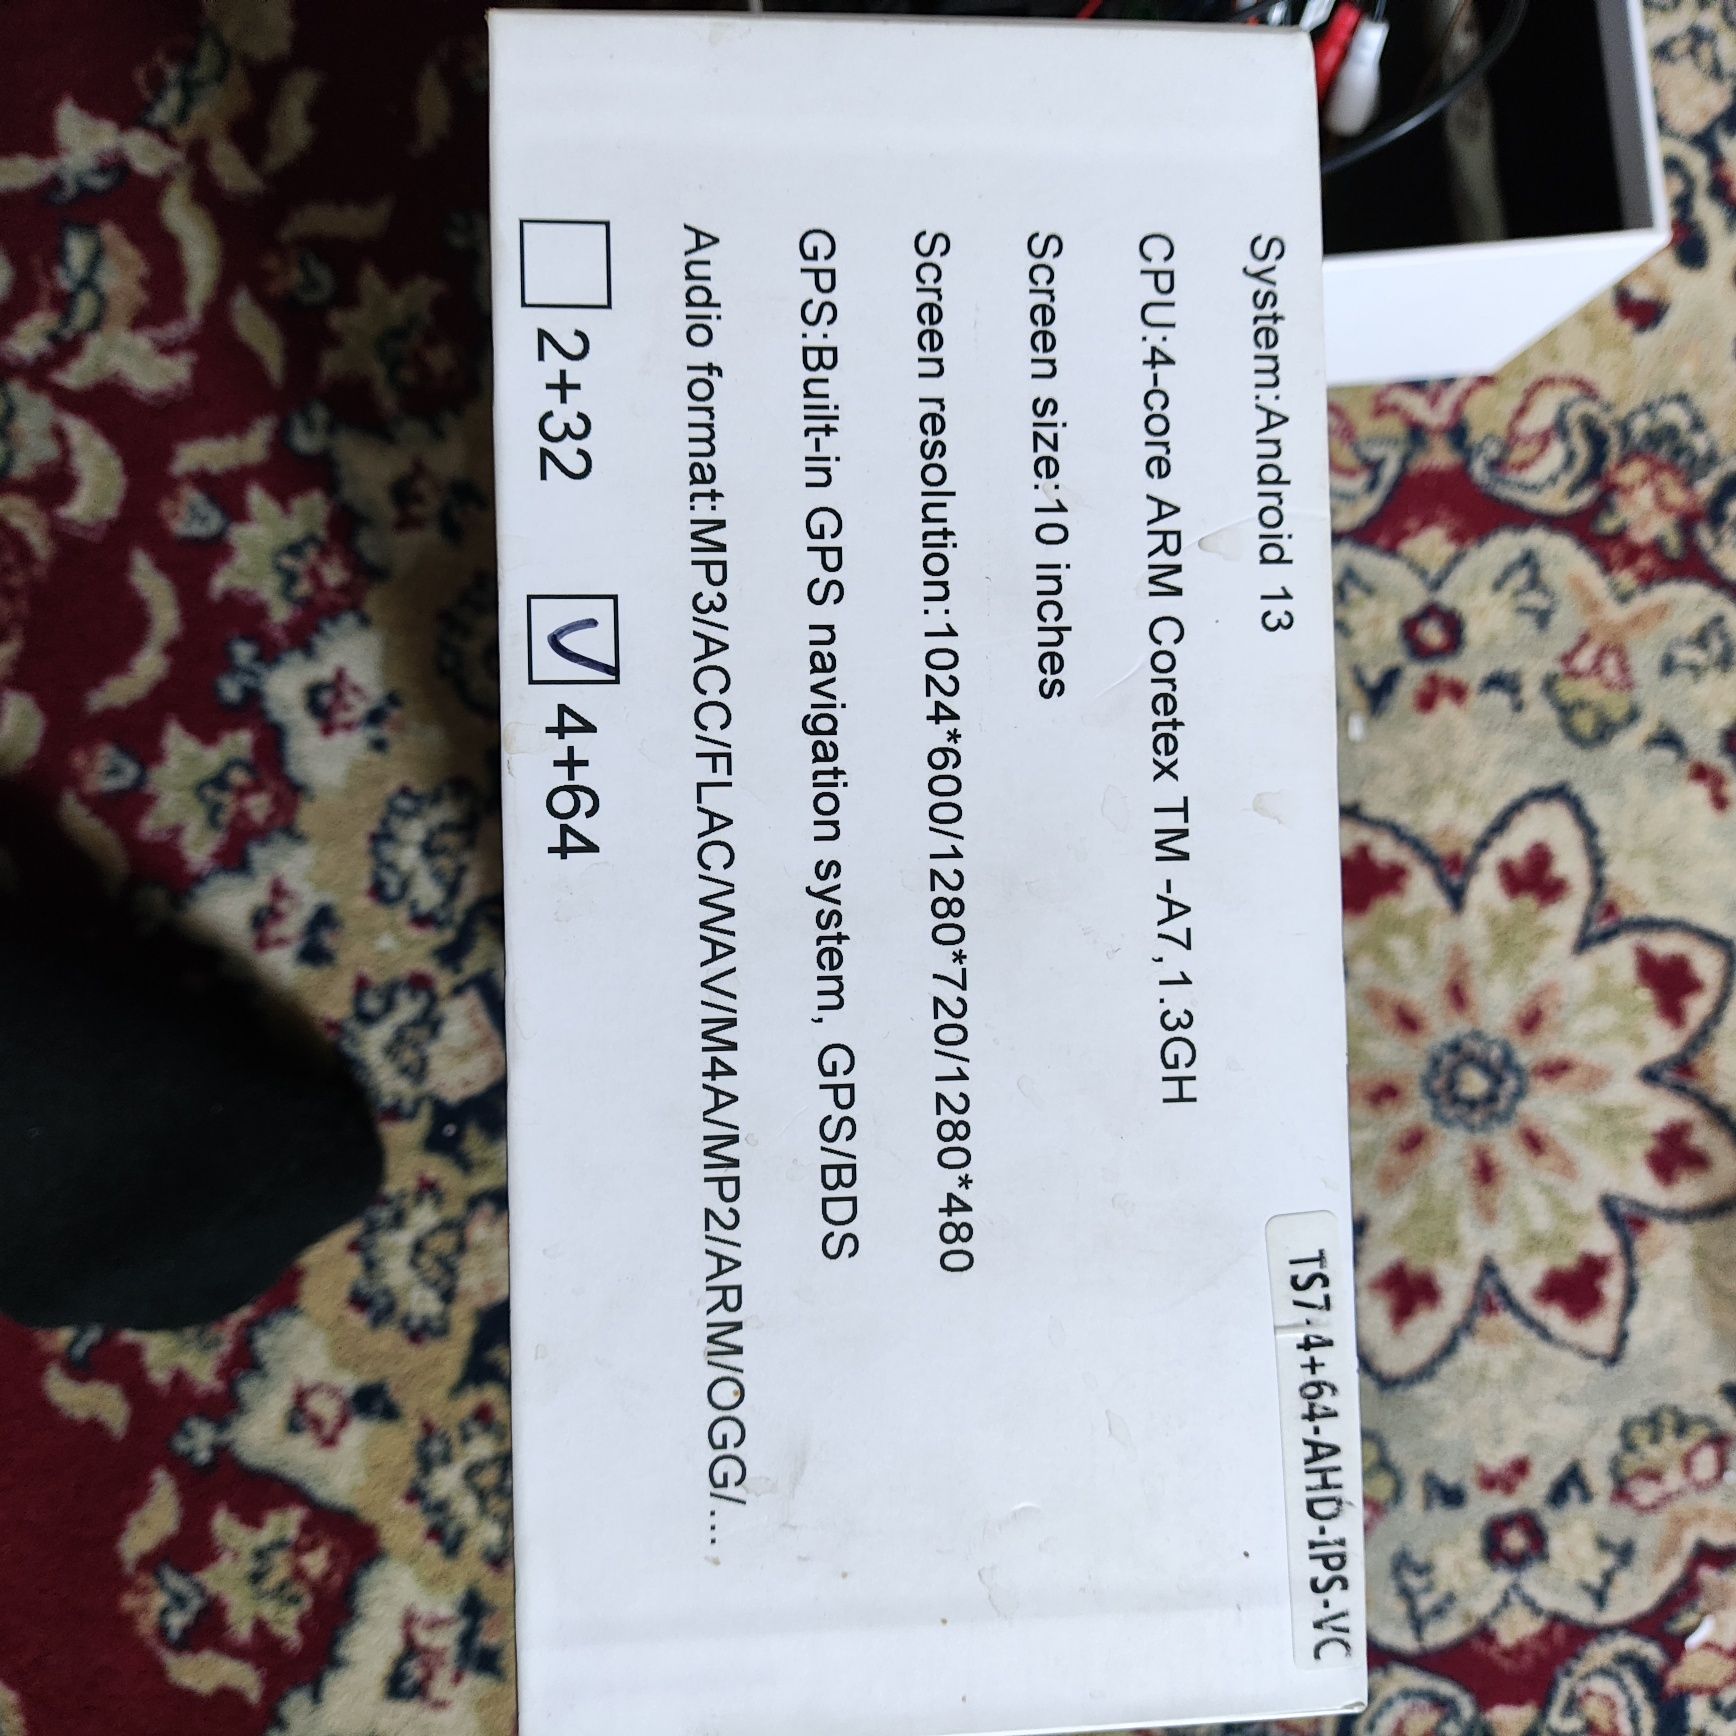 TS7.4+64-AHD-IPS-VC
System:Android 13
CPU:4-core ARM Coretex TM -A7,1.3GH
Screen size:10 inches
Screen resolution:1024*600/1280*720/1280*480
GPS:Built-in GPS navigation system, GPS/BDS
Audio format:MP3/ACC/FLAC/WAV/M4A/MP2/ARM/OGG/...
2+32 4+64